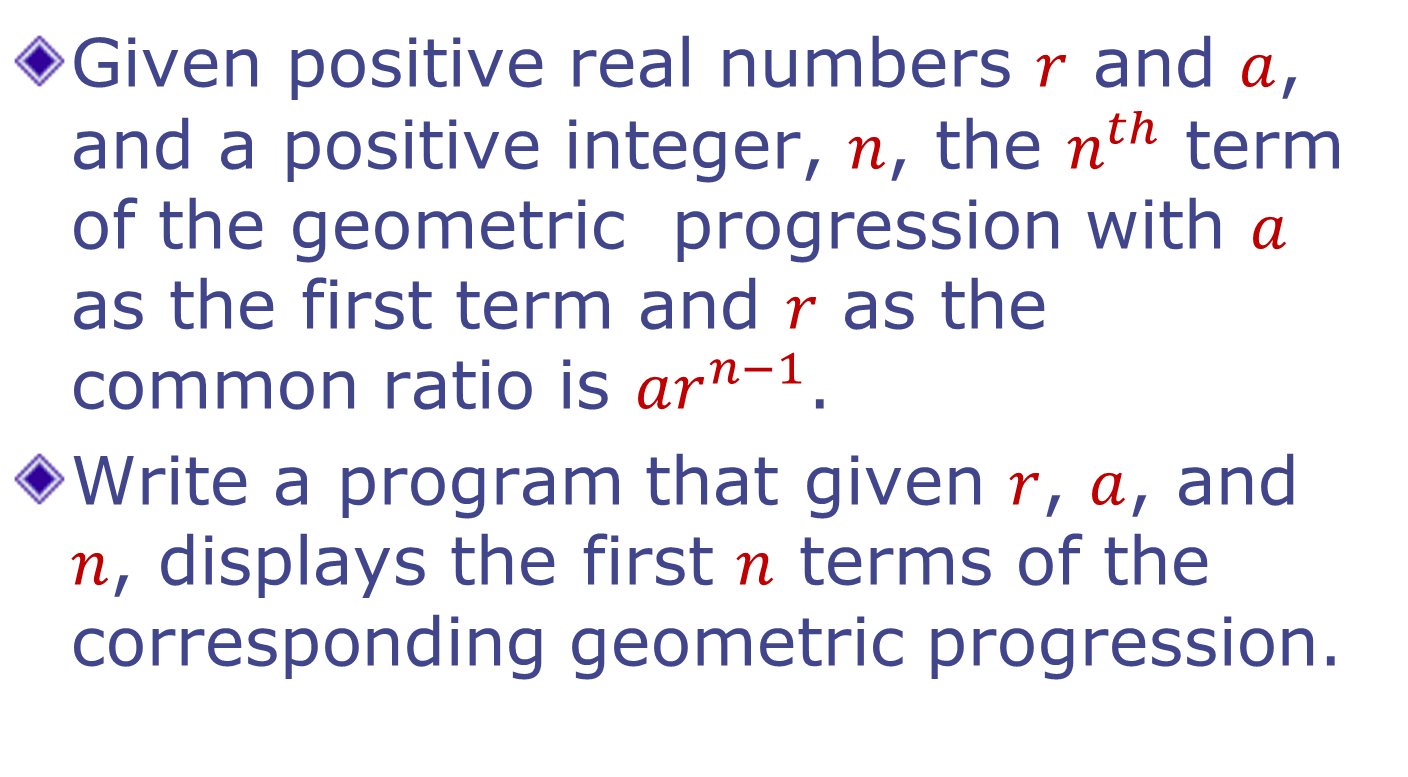 Given positive real numbers r and a,
and a positive integer, n, the n^{th} term
of the geometric progression with a
as the first term and r as the
common ratio is ar^{n−1}.
Write a program that given r, a, and
n, displays the first n terms of the
corresponding geometric progression.